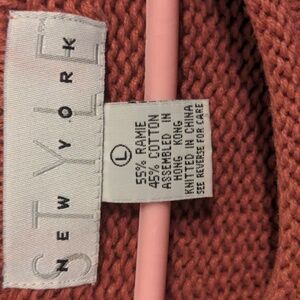 STYLE
NEW YORK
L
55% RAMIE
45% COTTON
ASSEMBLED IN
HONG KONG
KNITTED IN CHINA
SEE REVERSE FOR CARE